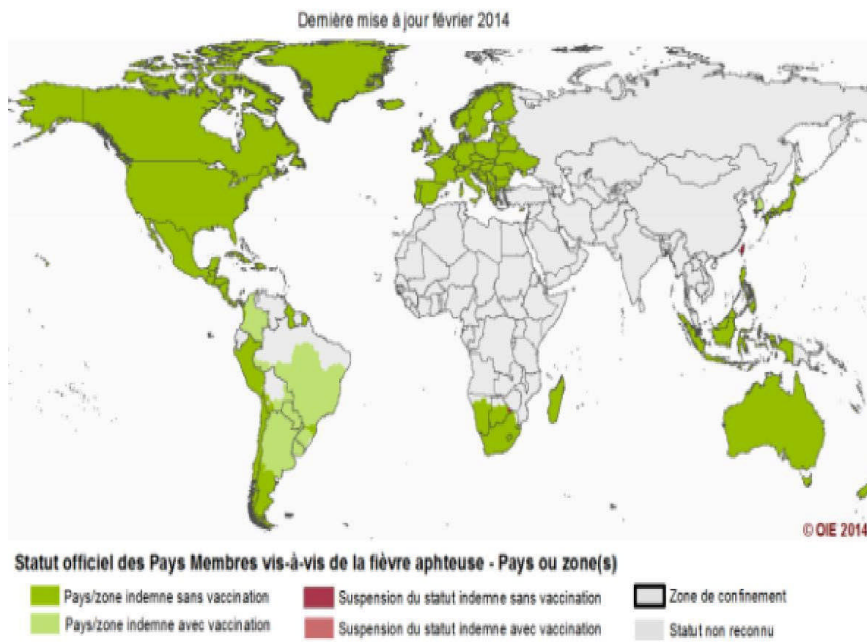 Dernière mise à jour février 2014
© OIE 2014
Statut officiel des Pays Membres vis-à-vis de la fièvre aphteuse - Pays ou zone(s)
Pays/zone indemne sans vaccination
Suspension du statut indemne sans vaccination
Zone de confinement
Pays/zone indemne avec vaccination
Suspension du statut indemne avec vaccination
Statut non reconnu